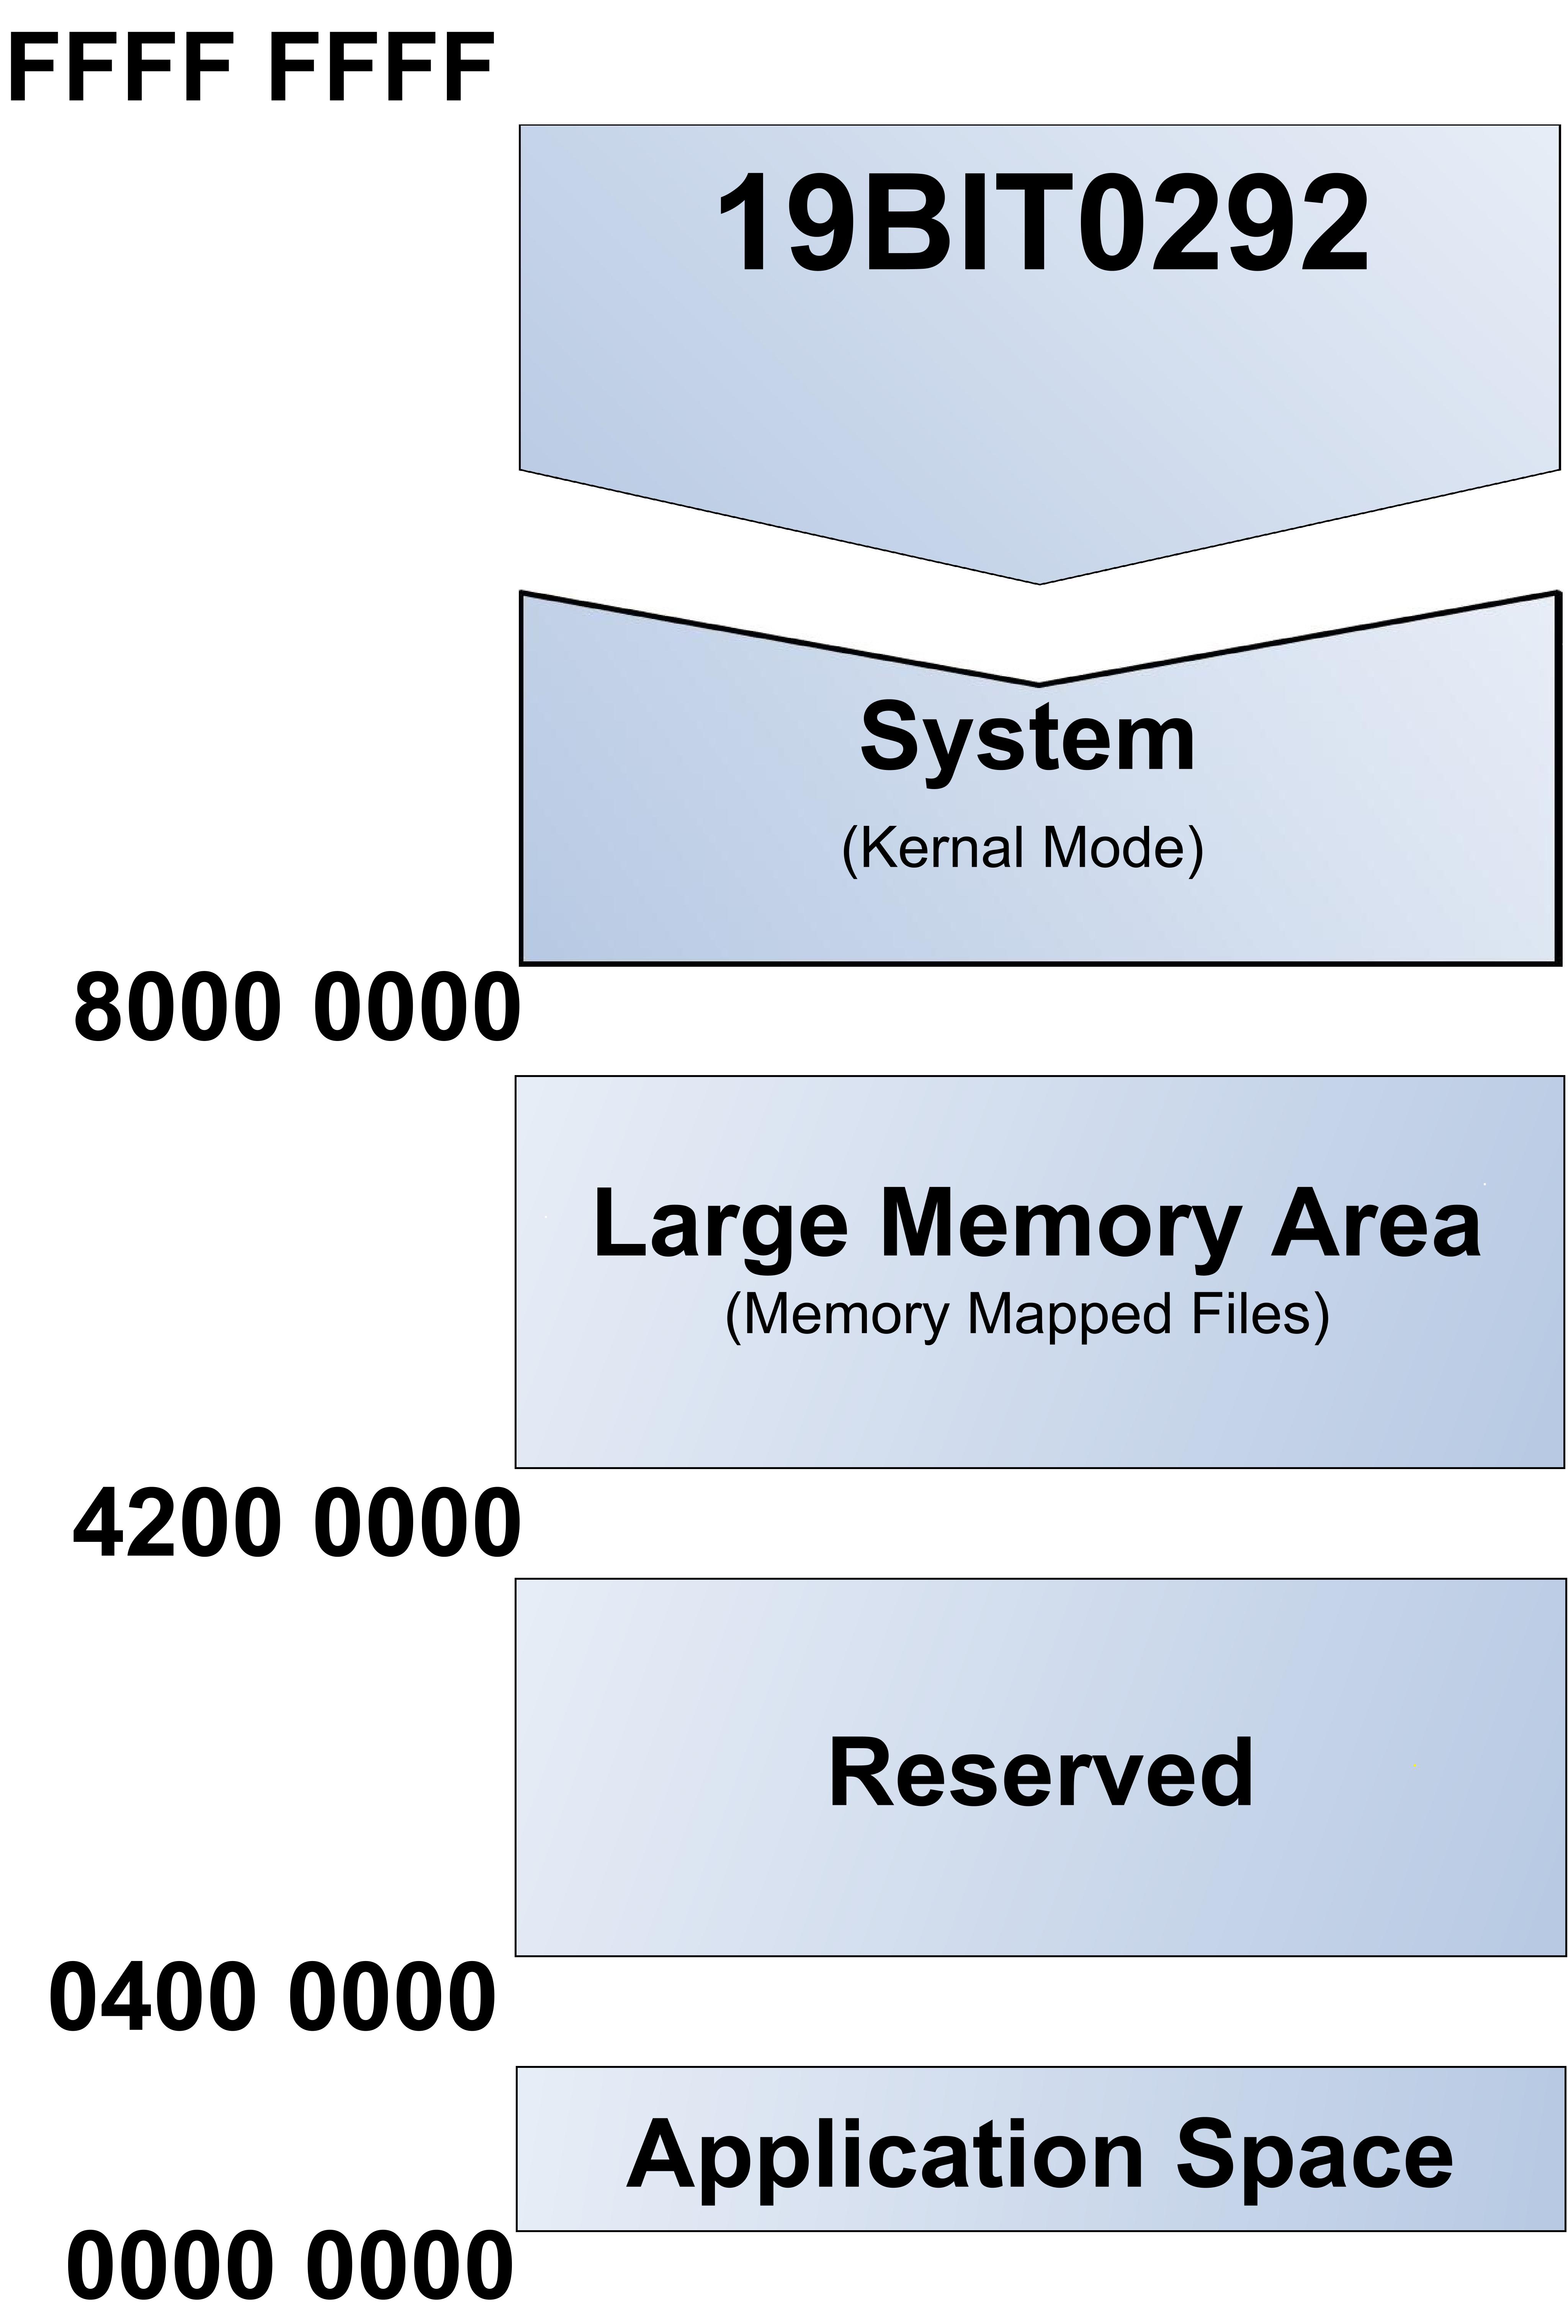 FFFF FFFF
19BIT0292
System
(Kernal Mode)
8000 0000
Large Memory Area
(Memory Mapped Files)
4200 0000
Reserved
0400 0000
Application Space
0000 0000